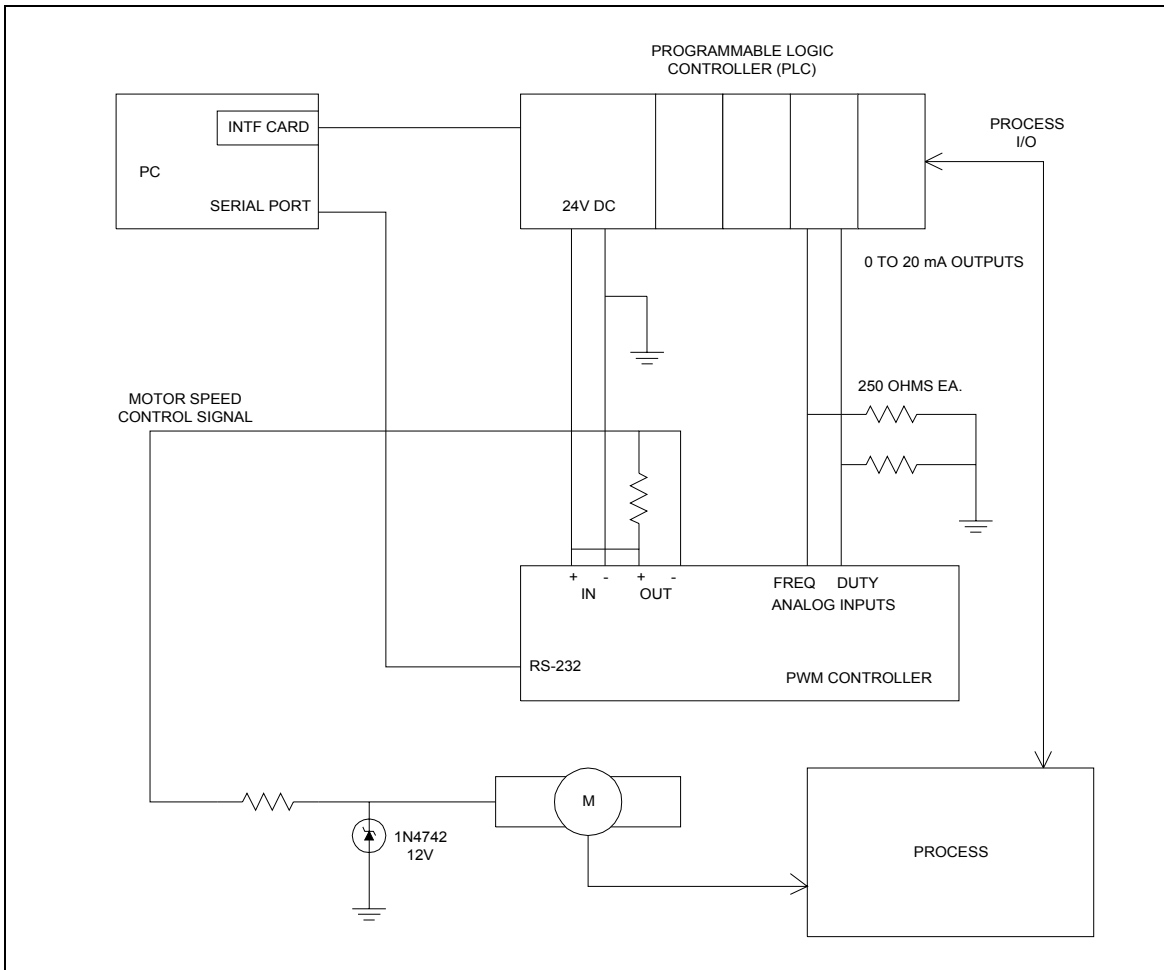 PROGRAMMABLE LOGIC
CONTROLLER (PLC)
INTF CARD
PC
SERIAL PORT
24V DC
PROCESS
I/O
0 TO 20 mA OUTPUTS
250 OHMS EA.
MOTOR SPEED
CONTROL SIGNAL
+ - + -
IN OUT
FREQ DUTY
ANALOG INPUTS
RS-232
PWM CONTROLLER
M
1N4742
12V
PROCESS